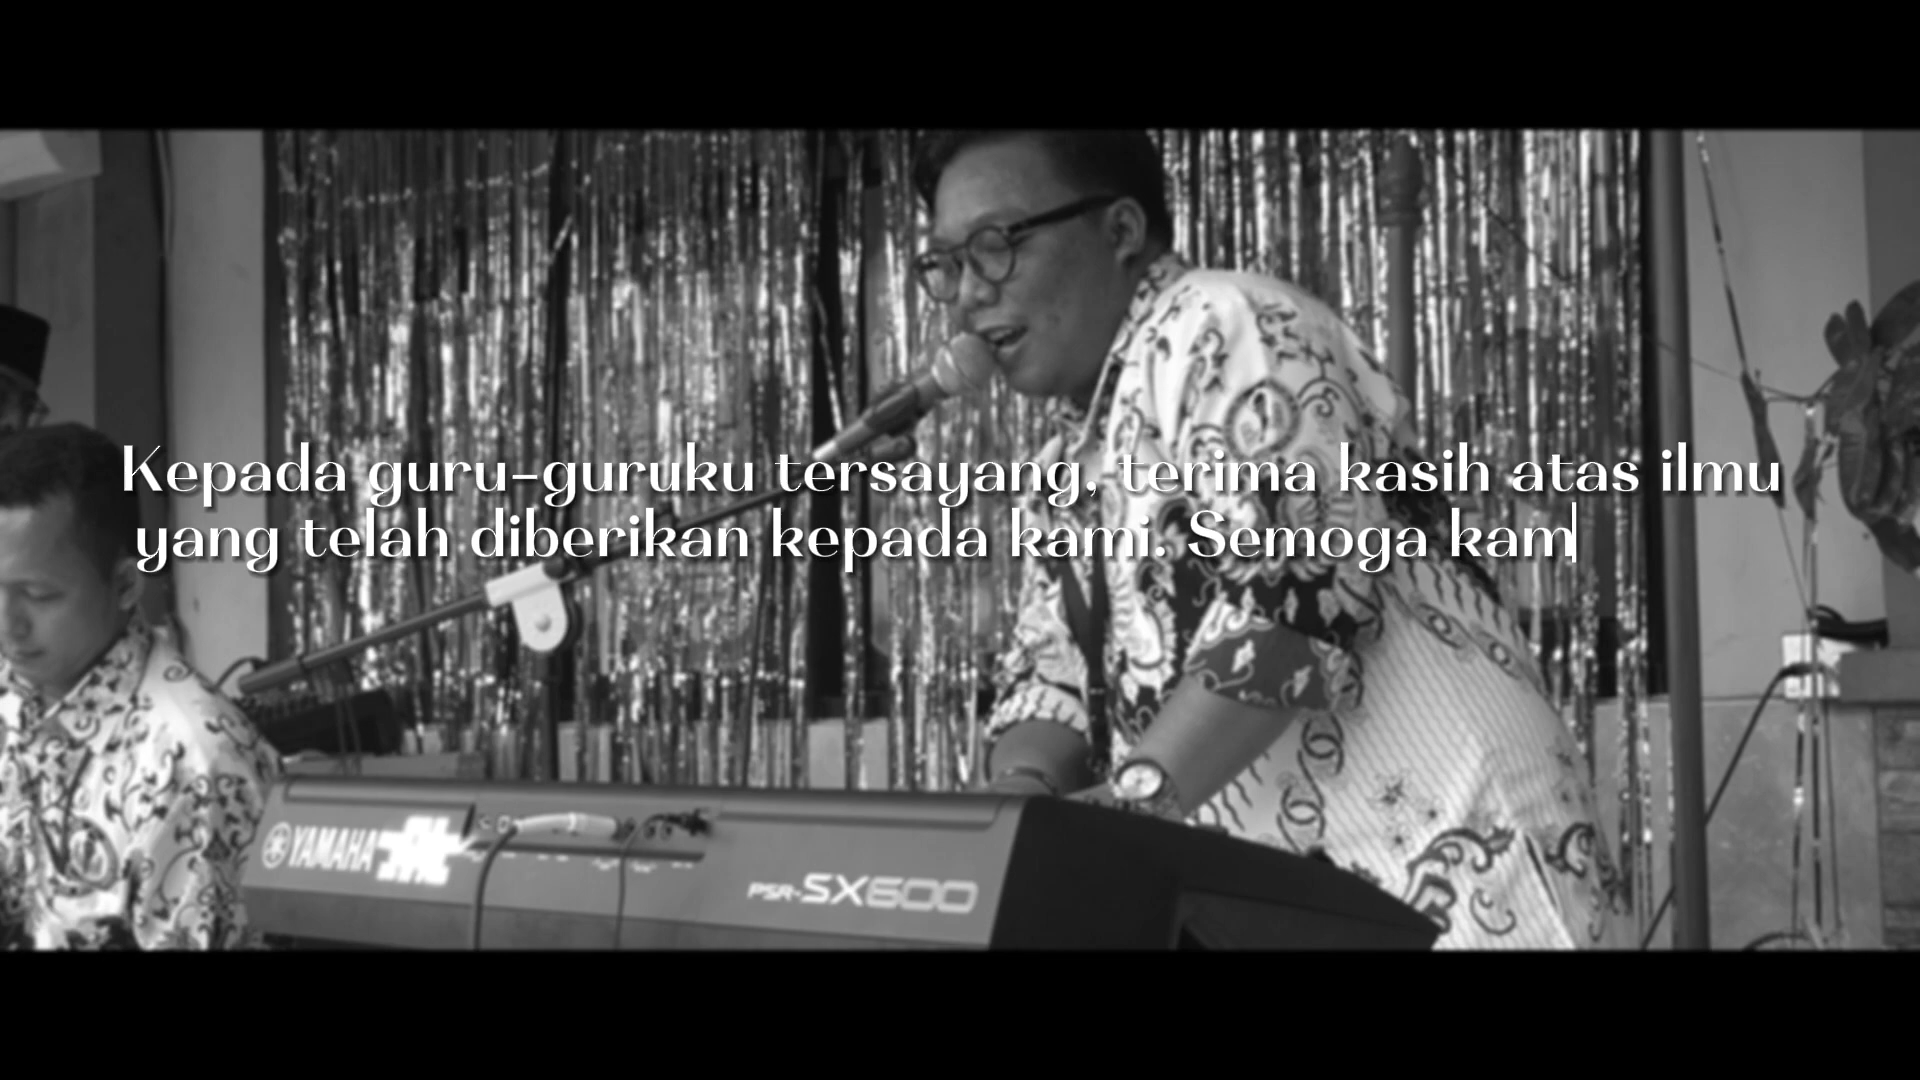 Kepada guru-guruku tersayang, terima kasih atas ilmu
yang telah diberikan kepada kami. Semoga kam
YAMAHA
PSR-SX600